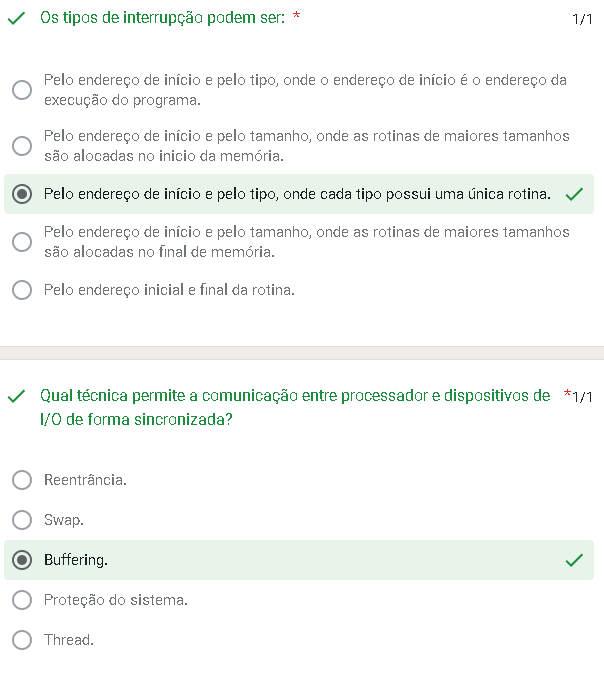 Os tipos de interrupção podem ser: * 1/1
Pelo endereço de início e pelo tipo, onde o endereço de início é o endereço da
execução do programa.
Pelo endereço de início e pelo tamanho, onde as rotinas de maiores tamanhos
são alocadas no inicio da memória.
Pelo endereço de início e pelo tipo, onde cada tipo possui uma única rotina.
Pelo endereço de início e pelo tamanho, onde as rotinas de maiores tamanhos
são alocadas no final de memória.
Pelo endereço inicial e final da rotina.
Qual técnica permite a comunicação entre processador e dispositivos de *1/1
I/O de forma sincronizada?
Reentrância.
Swap.
Buffering.
Proteção do sistema.
Thread.